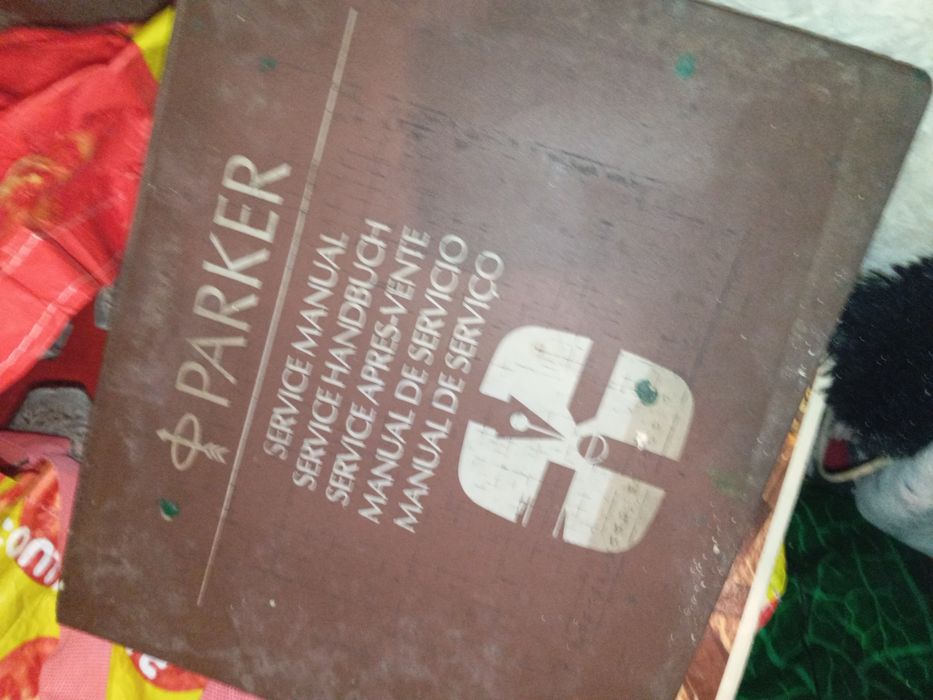 PARKER
SERVICE MANUAL
SERVICE HANDBUCH
SERVICE APRES-VENTE
MANUAL DE SERVICIO
MANUAL DE SERVIÇO